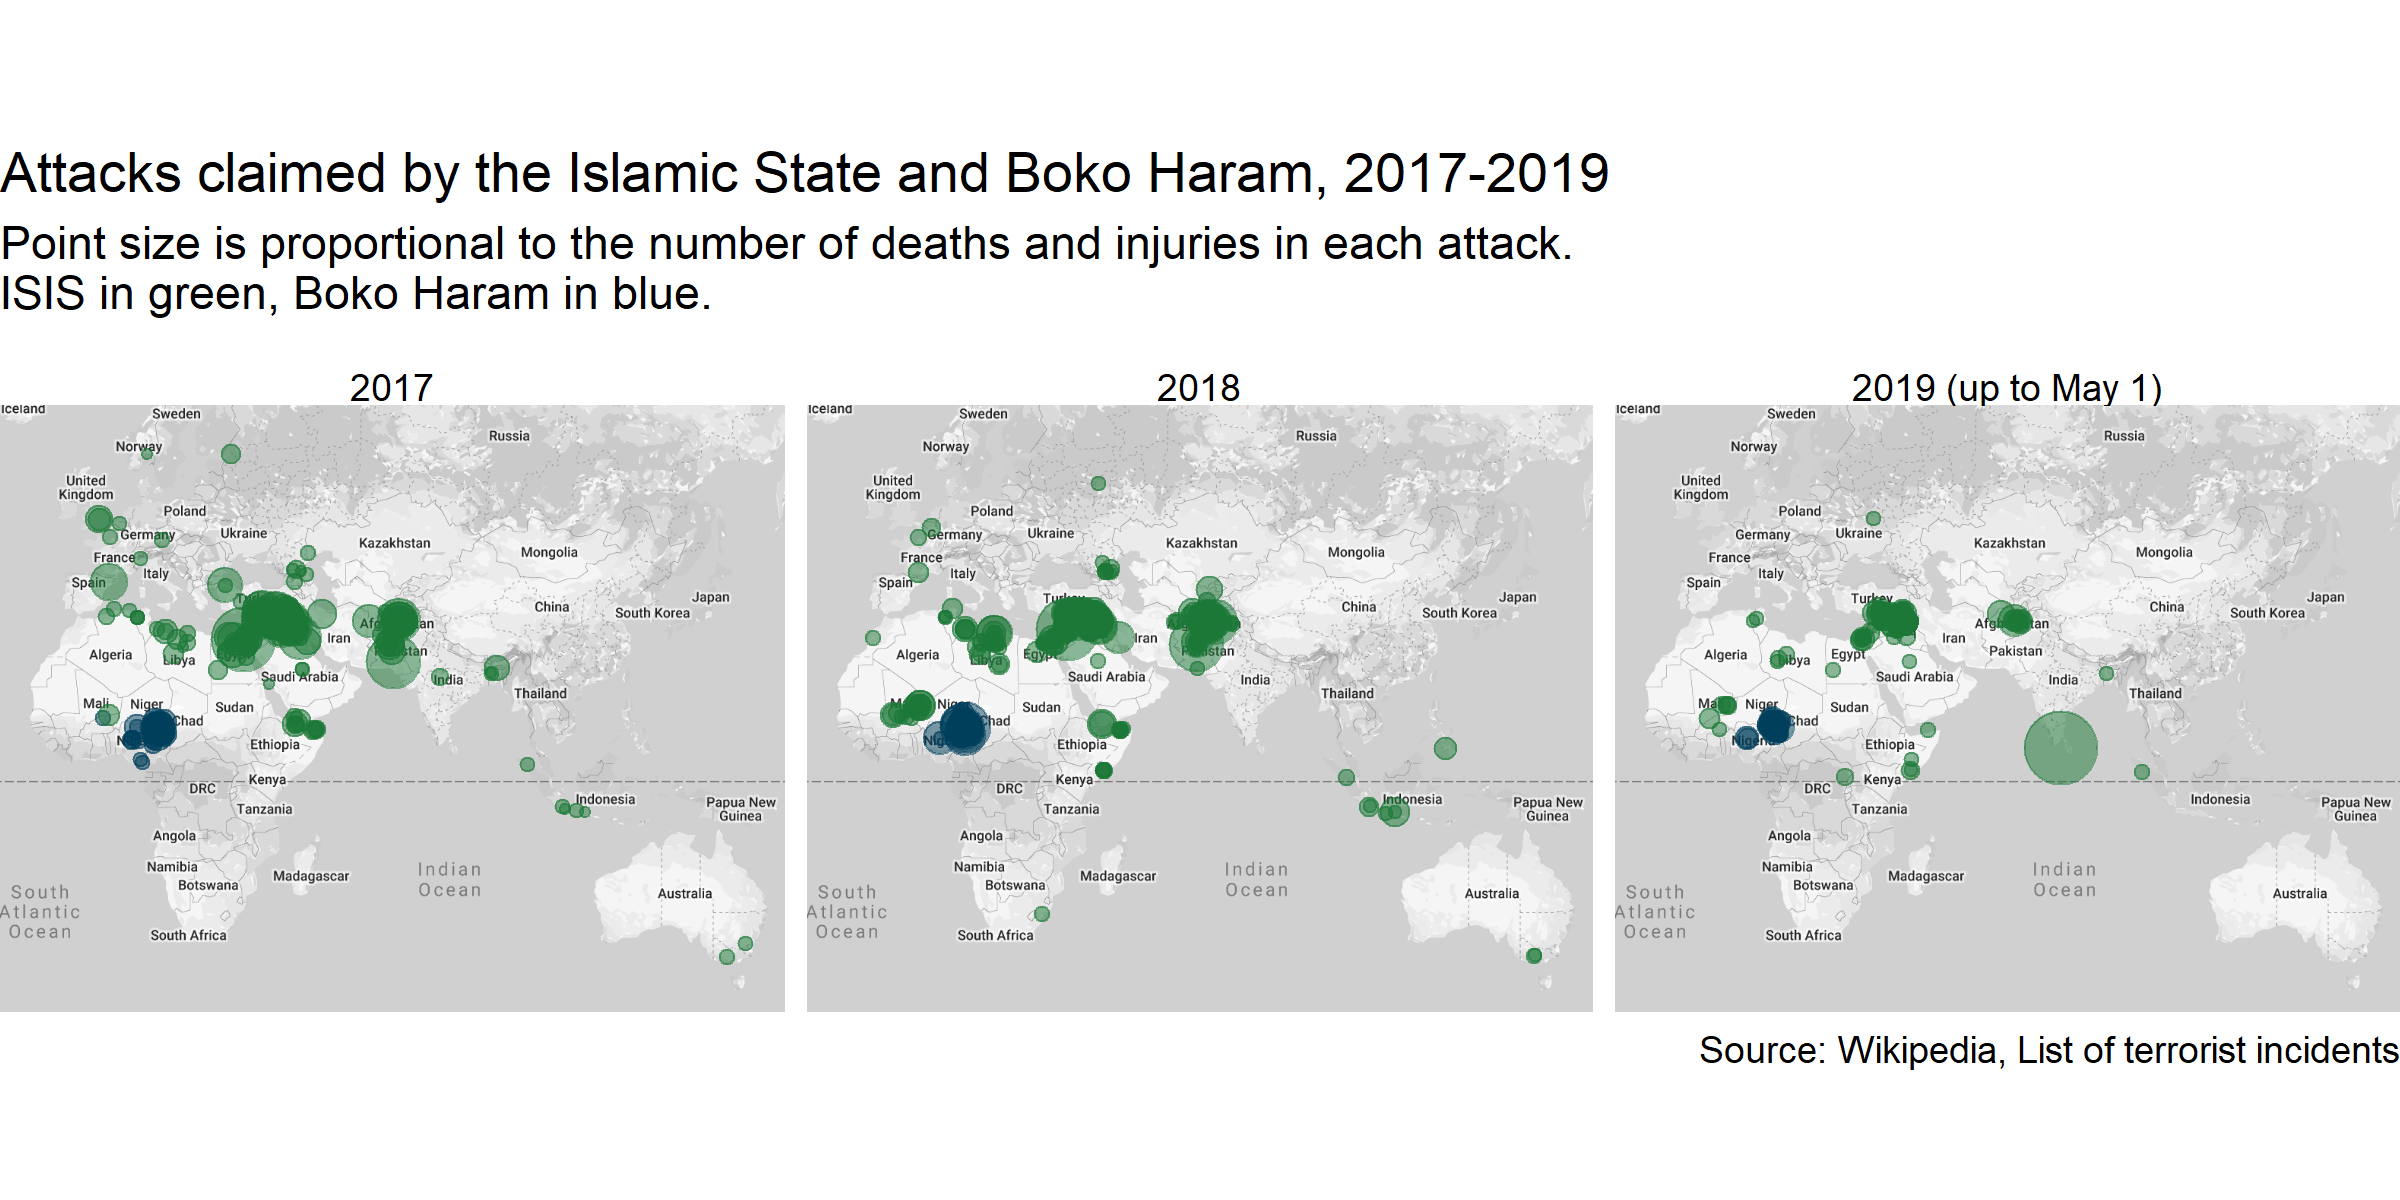 Attacks claimed by the Islamic State and Boko Haram, 2017-2019
Point size is proportional to the number of deaths and injuries in each attack.
ISIS in green, Boko Haram in blue.
2017
Iceland
Sweden
Russia
Norway
United
Kingdom
Poland
Germany
Ukraine
Kazakhstan
Mongolia
France
Italy
Spain
Japan
China
South Korea
Iran
Algeria
Libya
Saudi Arabia
India
Thailand
Mali
Niger
Sudan
Chad
Ethiopia
Kenya
DRC
Indonesia
Tanzania
Papua New
Guinea
Angola
Namibia
Madagascar
Botswana
Indian
Ocean
South
Atlantic
Ocean
Australia
South Africa
2018
Iceland
Sweden
Russia
Norway
United
Kingdom
Poland
Germany
Ukraine
Kazakhstan
Mongolia
France
Italy
Spain
Japan
Turkey
China
South Korea
Iran
Algeria
Libya
Egypt
Pakistan
Saudi Arabia
India
Thailand
Niger
Sudan
Chad
Ethiopia
Kenya
DRC
Indonesia
Tanzania
Papua New
Guinea
Angola
Namibia
Madagascar
Botswana
Indian
Ocean
South
Atlantic
Ocean
Australia
South Africa
2019 (up to May 1)
Iceland
Sweden
Russia
Norway
United
Kingdom
Poland
Germany
Ukraine
Kazakhstan
Mongolia
France
Italy
Spain
Japan
Turkey
China
South Korea
Afghanistan
Iran
Algeria
Libya
Egypt
Pakistan
Saudi Arabia
India
Thailand
Mali
Niger
Sudan
Chad
Nigeria
Ethiopia
Kenya
DRC
Indonesia
Tanzania
Papua New
Guinea
Angola
Namibia
Madagascar
Botswana
Indian
Ocean
South
Atlantic
Ocean
Australia
South Africa
Source: Wikipedia, List of terrorist incidents